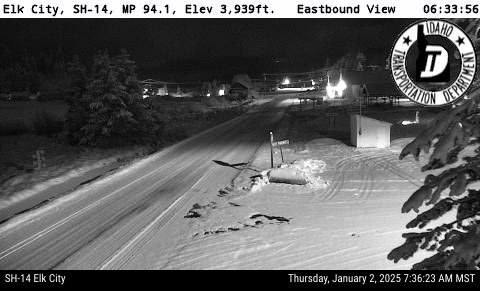 Elk City, SH-14, MP 94.1, Elev 3,939ft. Eastbound View 06:33:56
IDAHO
TRANSPORTATION DEPARTMENT
SH-14 Elk City Thursday, January 2, 2025 7:36:23 AM MST